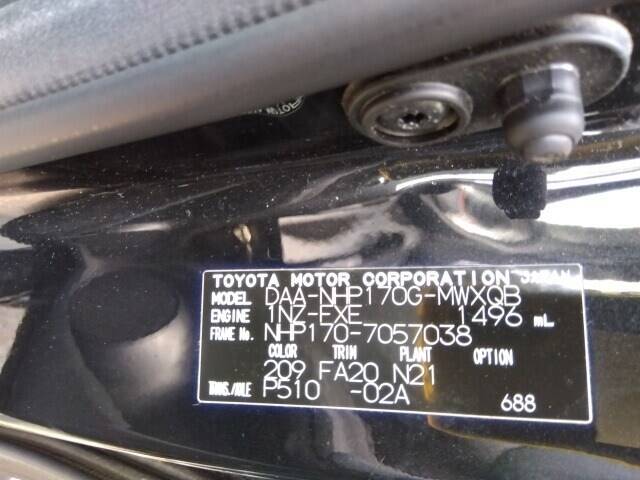 TOYOTA MOTOR CORPORATION JAPAN
MODEL DAA-NHP170G-MWXQB
ENGINE 1NZ-EXE 1496 mL
FRAME No. NHP170-7057038
COLOR TRIM PLANT OPTION
209 FA20 N21
TRANS./AXLE P510 -02A
688